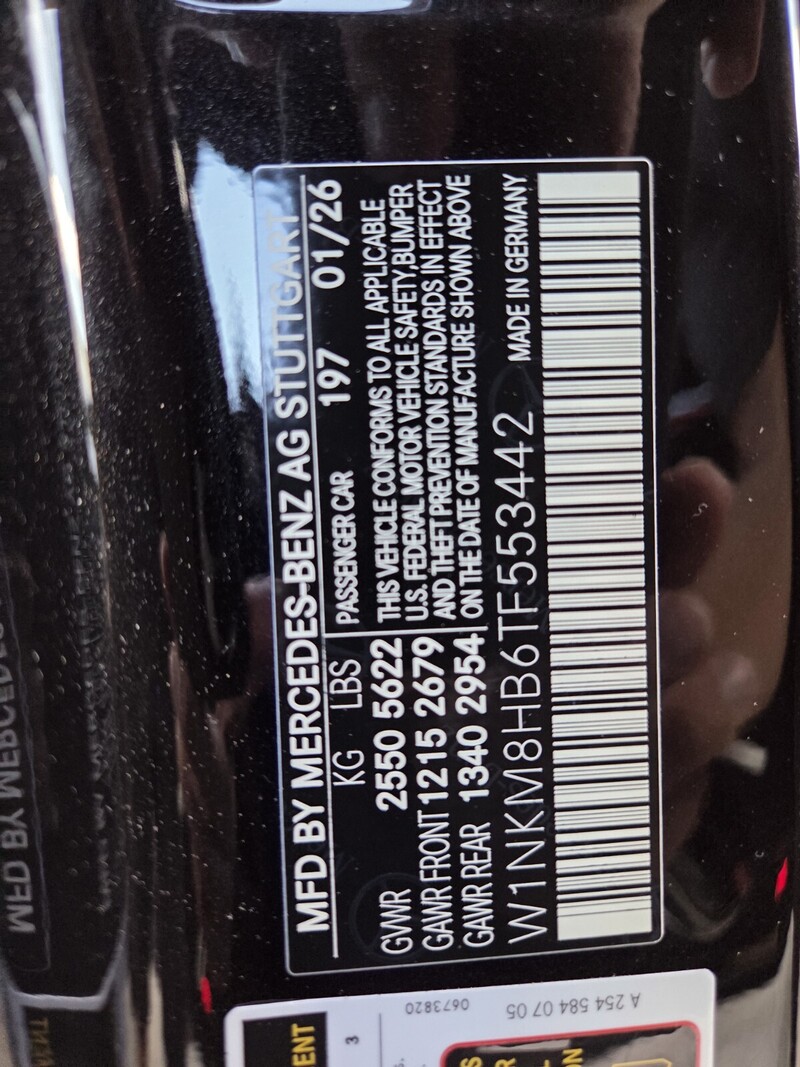 MFD BY MERCEDES-BENZ AG STUTTGART
KG LBS PASSENGER CAR 197 01/26
GVWR 2550 5622
GAWR FRONT 1215 2679
GAWR REAR 1340 2954
THIS VEHICLE CONFORMS TO ALL APPLICABLE
U.S. FEDERAL MOTOR VEHICLE SAFETY,BUMPER
AND THEFT PREVENTION STANDARDS IN EFFECT
ON THE DATE OF MANUFACTURE SHOWN ABOVE
W1NKM8HB6TF553442 MADE IN GERMANY
0673820
A 254 584 07 05
3